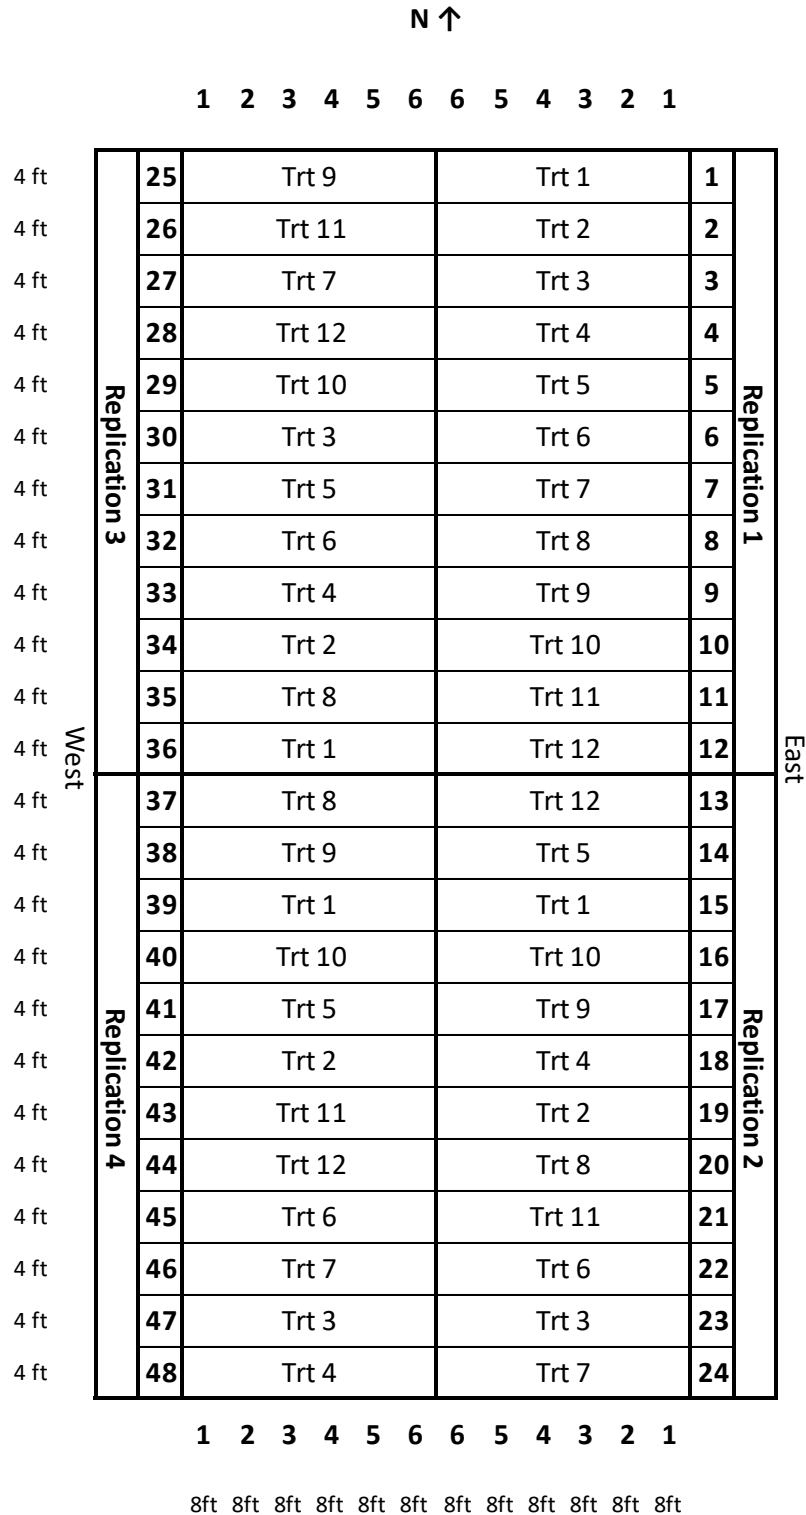 N ↑
1 2 3 4 5 6 6 5 4 3 2 1
4 ft 25 Trt 9 Trt 1 1
4 ft 26 Trt 11 Trt 2 2
4 ft 27 Trt 7 Trt 3 3
4 ft 28 Trt 12 Trt 4 4
4 ft 29 Trt 10 Trt 5 5
4 ft 30 Trt 3 Trt 6 6
4 ft 31 Trt 5 Trt 7 7
4 ft 32 Trt 6 Trt 8 8
4 ft 33 Trt 4 Trt 9 9
4 ft 34 Trt 2 Trt 10 10
4 ft 35 Trt 8 Trt 11 11
4 ft 36 Trt 1 Trt 12 12
Replication 3
Replication 1
West
East
4 ft 37 Trt 8 Trt 12 13
4 ft 38 Trt 9 Trt 5 14
4 ft 39 Trt 1 Trt 1 15
4 ft 40 Trt 10 Trt 10 16
4 ft 41 Trt 5 Trt 9 17
4 ft 42 Trt 2 Trt 4 18
4 ft 43 Trt 11 Trt 2 19
4 ft 44 Trt 12 Trt 8 20
4 ft 45 Trt 6 Trt 11 21
4 ft 46 Trt 7 Trt 6 22
4 ft 47 Trt 3 Trt 3 23
4 ft 48 Trt 4 Trt 7 24
Replication 4
Replication 2
1 2 3 4 5 6 6 5 4 3 2 1
8ft 8ft 8ft 8ft 8ft 8ft 8ft 8ft 8ft 8ft 8ft 8ft